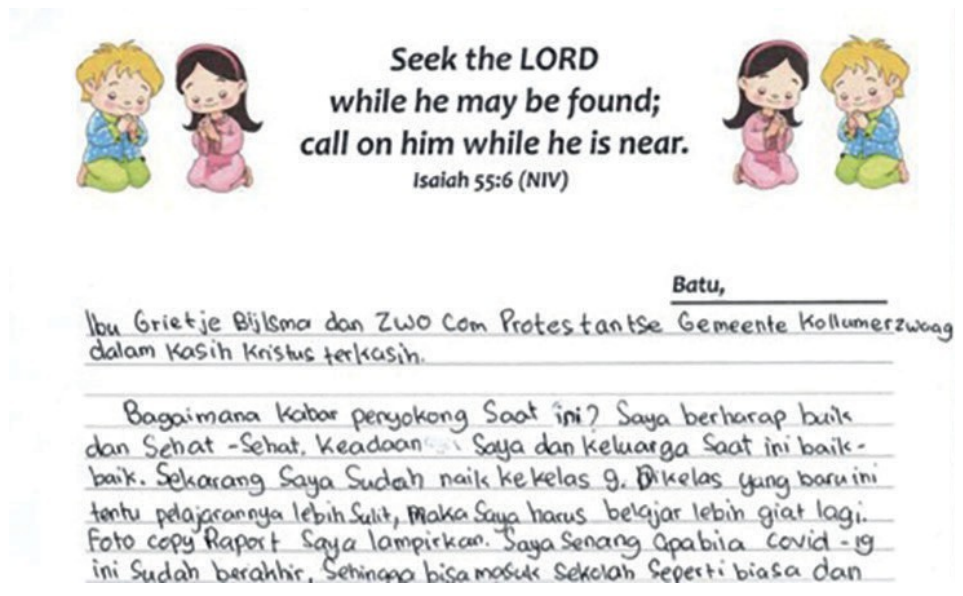 Seek the LORD
while he may be found;
call on him while he is near.
Isaiah 55:6 (NIV)
Batu,
Ibu Grietje Bijlsma dan ZWO Com Protestantse Gemeente Kollumerzwaag
dalam Kasih Kristus terkasih.
Bagaimana Kabar penyokong Saat ini? Saya berharap baik
dan Sehat -Sehat. Keadaan Saya dan Keluarga Saat ini baik-
baik. Sekarang Saya Sudah naik kekelas 9. Dikelas yang baru ini
tentu pelajarannya lebih Sulit, Maka Saya harus belajar lebih giat lagi.
Foto copy Raport Saya lampirkan. Saya Senang apabila Covid -19
ini Sudah berakhir, Sehingga bisa masuk Sekolah Seperti biasa dan